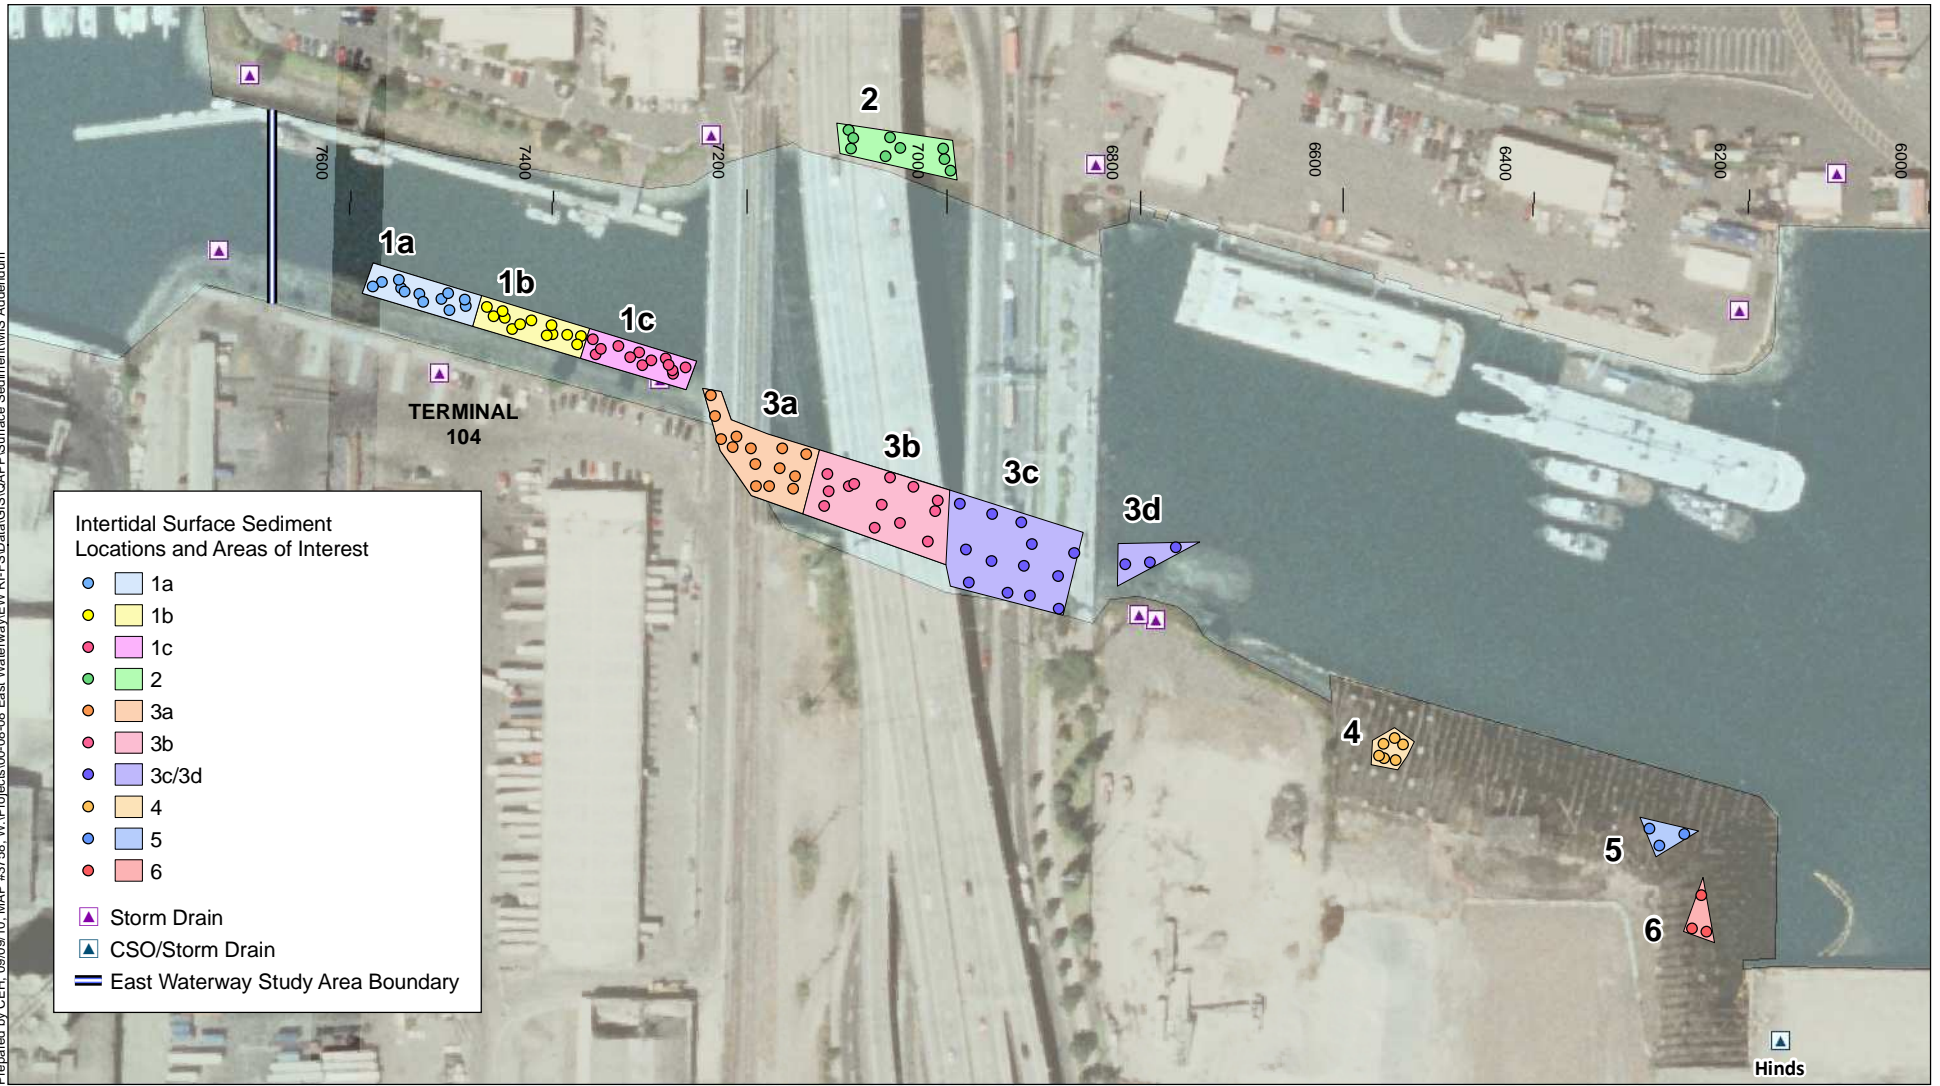 2
7600
7400
7200
7000
6800
6600
6400
6200
6000
1a
1b
1c
3a
3b
3c
3d
TERMINAL
104
4
5
6
Hinds
Intertidal Surface Sediment
Locations and Areas of Interest
1a
1b
1c
2
3a
3b
3c/3d
4
5
6
Storm Drain
CSO/Storm Drain
East Waterway Study Area Boundary